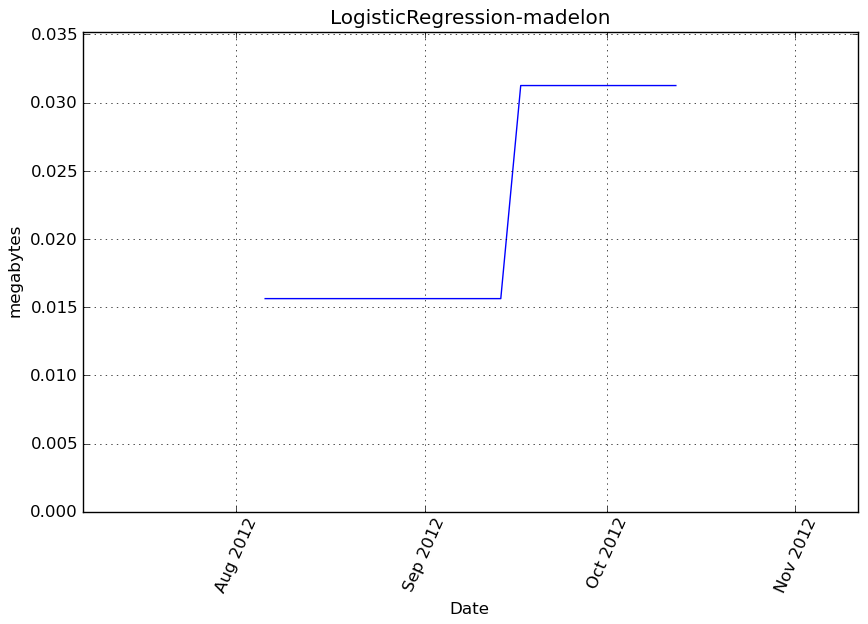 LogisticRegression-madelon
0.035
0.030
0.025
0.020
0.015
0.010
0.005
0.000
megabytes
Aug 2012
Sep 2012
Oct 2012
Nov 2012
Date